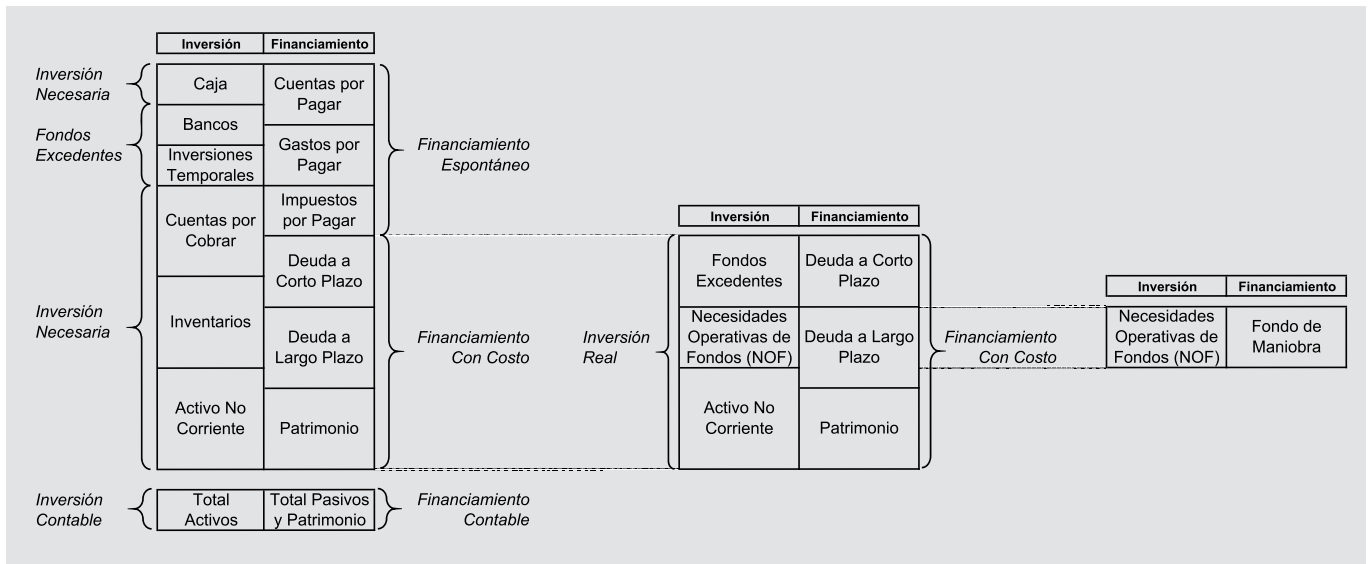 Inversión Financiamiento
Inversión
Necesaria
Caja
Cuentas por
Pagar
Fondos
Excedentes
Bancos
Inversiones
Temporales
Gastos por
Pagar
Financiamiento
Espontáneo
Impuestos
por Pagar
Cuentas por
Cobrar
Deuda a
Corto Plazo
Inversión
Necesaria
Inventarios
Deuda a
Largo Plazo
Financiamiento
Con Costo
Activo No
Corriente
Patrimonio
Inversión
Contable
Total
Activos
Total Pasivos
y Patrimonio
Financiamiento
Contable
Inversión Financiamiento
Fondos
Excedentes
Deuda a Corto
Plazo
Inversión
Real
Necesidades
Operativas de
Fondos (NOF)
Deuda a Largo
Plazo
Financiamiento
Con Costo
Activo No
Corriente
Patrimonio
Inversión Financiamiento
Necesidades
Operativas de
Fondos (NOF)
Fondo de
Maniobra